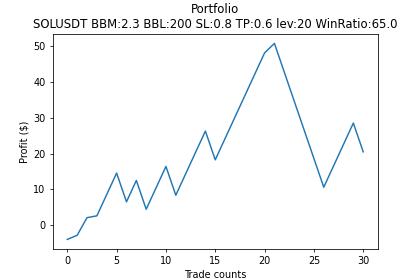 Portfolio
SOLUSDT BBM:2.3 BBL:200 SL:0.8 TP:0.6 lev:20 WinRatio:65.0
50
40
30
20
10
0
Profit ($)
0 5 10 15 20 25 30
Trade counts